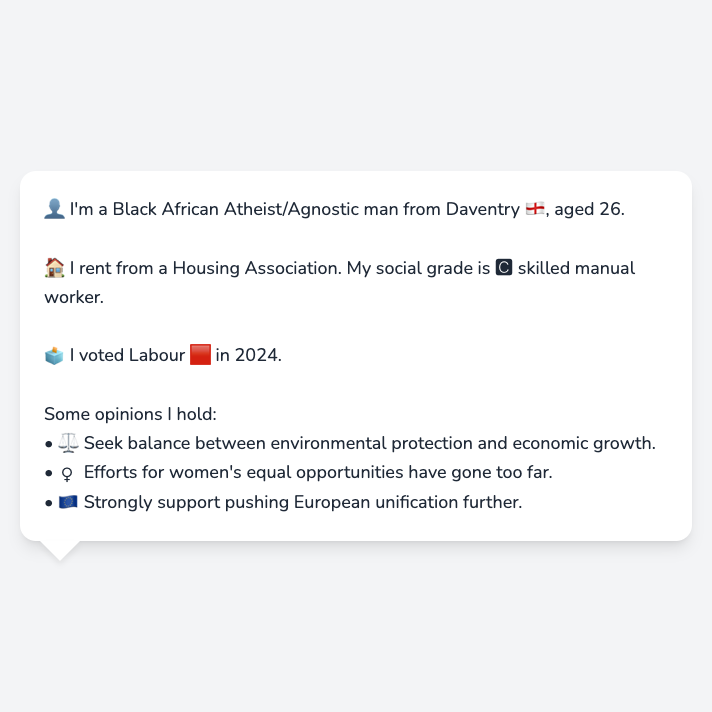 👤 I'm a Black African Atheist/Agnostic man from Daventry 🏴󠁧󠁢󠁥󠁮󠁧󠁿, aged 26.
🏠 I rent from a Housing Association. My social grade is 🅲 skilled manual
worker.
🗳️ I voted Labour 🟥 in 2024.
Some opinions I hold:
• ⚖️ Seek balance between environmental protection and economic growth.
• ♀ Efforts for women's equal opportunities have gone too far.
• 🇪🇺 Strongly support pushing European unification further.